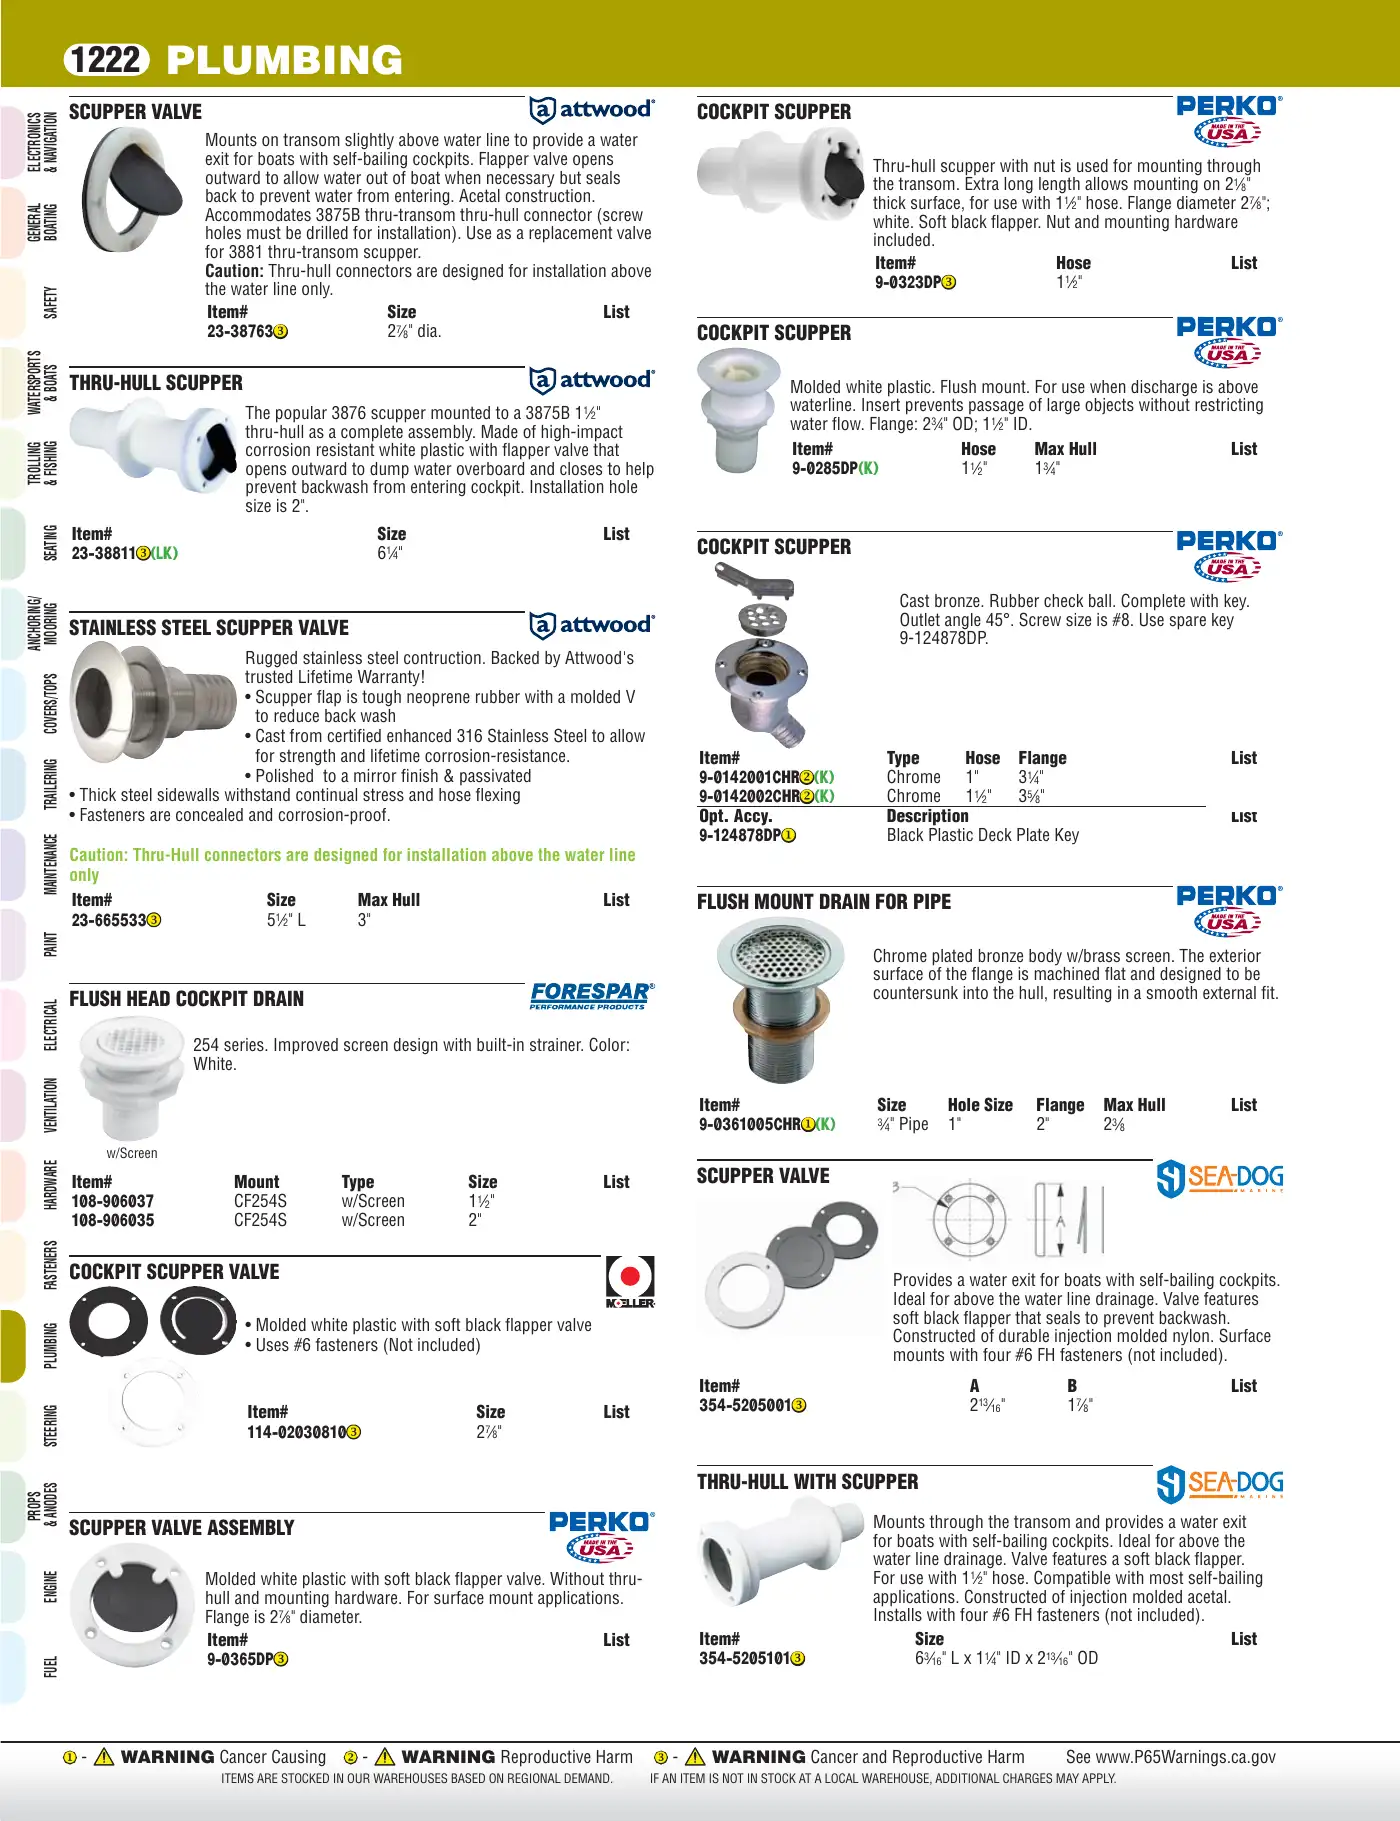 1222 PLUMBING
ELECTRONICS
& NAVIGATION
GENERAL
BOATING
SAFETY
WATERSPORTS
& BOATS
TROLLING
& FISHING
SEATING
ANCHORING/
MOORING
COVERS/TOPS
TRAILERING
MAINTENANCE
PAINT
ELECTRICAL
VENTILATION
HARDWARE
FASTENERS
PLUMBING
STEERING
PROPS
& ANODES
ENGINE
FUEL
SCUPPER VALVE
a attwood®
Mounts on transom slightly above water line to provide a water
exit for boats with self-bailing cockpits. Flapper valve opens
outward to allow water out of boat when necessary but seals
back to prevent water from entering. Acetal construction.
Accommodates 3875B thru-transom thru-hull connector (screw
holes must be drilled for installation). Use as a replacement valve
for 3881 thru-transom scupper.
Caution: Thru-hull connectors are designed for installation above
the water line only.
Item# Size List
23-38763 3 2⅞" dia.
THRU-HULL SCUPPER
a attwood®
The popular 3876 scupper mounted to a 3875B 1½"
thru-hull as a complete assembly. Made of high-impact
corrosion resistant white plastic with flapper valve that
opens outward to dump water overboard and closes to help
prevent backwash from entering cockpit. Installation hole
size is 2".
Item# Size List
23-38811 3 (LK) 6¼"
STAINLESS STEEL SCUPPER VALVE
a attwood®
Rugged stainless steel contruction. Backed by Attwood's
trusted Lifetime Warranty!
• Scupper flap is tough neoprene rubber with a molded V
to reduce back wash
• Cast from certified enhanced 316 Stainless Steel to allow
for strength and lifetime corrosion-resistance.
• Polished  to a mirror finish & passivated
• Thick steel sidewalls withstand continual stress and hose flexing
• Fasteners are concealed and corrosion-proof.
Caution: Thru-Hull connectors are designed for installation above the water line
only
Item# Size Max Hull List
23-665533 3 5½" L 3"
FLUSH HEAD COCKPIT DRAIN
FORESPAR®
PERFORMANCE PRODUCTS
254 series. Improved screen design with built-in strainer. Color:
White.
w/Screen
Item# Mount Type Size List
108-906037 CF254S w/Screen 1½"
108-906035 CF254S w/Screen 2"
COCKPIT SCUPPER VALVE
MOELLER
• Molded white plastic with soft black flapper valve
• Uses #6 fasteners (Not included)
Item# Size List
114-02030810 3 2⅞"
SCUPPER VALVE ASSEMBLY
PERKO®
MADE IN THE
USA
Molded white plastic with soft black flapper valve. Without thru-
hull and mounting hardware. For surface mount applications.
Flange is 2⅞" diameter.
Item# List
9-0365DP 3
COCKPIT SCUPPER
PERKO®
MADE IN THE
USA
Thru-hull scupper with nut is used for mounting through
the transom. Extra long length allows mounting on 2⅛"
thick surface, for use with 1½" hose. Flange diameter 2⅞";
white. Soft black flapper. Nut and mounting hardware
included.
Item# Hose List
9-0323DP 3 1½"
COCKPIT SCUPPER
PERKO®
MADE IN THE
USA
Molded white plastic. Flush mount. For use when discharge is above
waterline. Insert prevents passage of large objects without restricting
water flow. Flange: 2¾" OD; 1½" ID.
Item# Hose Max Hull List
9-0285DP(K) 1½" 1¾"
COCKPIT SCUPPER
PERKO®
MADE IN THE
USA
Cast bronze. Rubber check ball. Complete with key.
Outlet angle 45°. Screw size is #8. Use spare key
9-124878DP.
Item# Type Hose Flange List
9-0142001CHR 2 (K) Chrome 1" 3¼"
9-0142002CHR 2 (K) Chrome 1½" 3⅝"
Opt. Accy. Description List
9-124878DP 1 Black Plastic Deck Plate Key
FLUSH MOUNT DRAIN FOR PIPE
PERKO®
MADE IN THE
USA
Chrome plated bronze body w/brass screen. The exterior
surface of the flange is machined flat and designed to be
countersunk into the hull, resulting in a smooth external fit.
Item# Size Hole Size Flange Max Hull List
9-0361005CHR 1 (K) ¾" Pipe 1" 2" 2⅜
SCUPPER VALVE
SEA-DOG
MARINE
B
A
Provides a water exit for boats with self-bailing cockpits.
Ideal for above the water line drainage. Valve features
soft black flapper that seals to prevent backwash.
Constructed of durable injection molded nylon. Surface
mounts with four #6 FH fasteners (not included).
Item# A B List
354-5205001 3 2¹³⁄₁₆" 1⅞"
THRU-HULL WITH SCUPPER
SEA-DOG
MARINE
Mounts through the transom and provides a water exit
for boats with self-bailing cockpits. Ideal for above the
water line drainage. Valve features a soft black flapper.
For use with 1½" hose. Compatible with most self-bailing
applications. Constructed of injection molded acetal.
Installs with four #6 FH fasteners (not included).
Item# Size List
354-5205101 3 6³⁄₁₆" L x 1¼" ID x 2¹³⁄₁₆" OD
1 - ⚠ WARNING Cancer Causing 2 - ⚠ WARNING Reproductive Harm 3 - ⚠ WARNING Cancer and Reproductive Harm See www.P65Warnings.ca.gov
ITEMS ARE STOCKED IN OUR WAREHOUSES BASED ON REGIONAL DEMAND. IF AN ITEM IS NOT IN STOCK AT A LOCAL WAREHOUSE, ADDITIONAL CHARGES MAY APPLY.